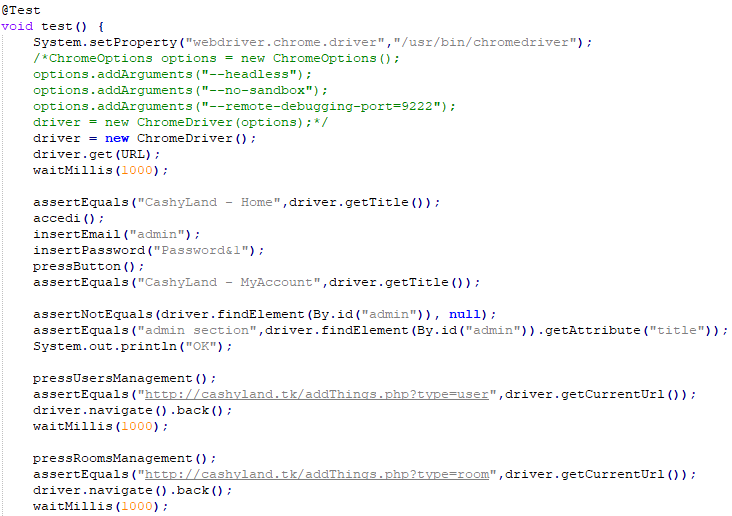 @Test
void test() {
System.setProperty("webdriver.chrome.driver","/usr/bin/chromedriver");
/*ChromeOptions options = new ChromeOptions();
options.addArguments("--headless");
options.addArguments("--no-sandbox");
options.addArguments("--remote-debugging-port=9222");
driver = new ChromeDriver(options);*/
driver = new ChromeDriver();
driver.get(URL);
waitMillis(1000);
assertEquals("CashyLand - Home",driver.getTitle());
accedi();
insertEmail("admin");
insertPassword("Password&1");
pressButton();
assertEquals("CashyLand - MyAccount",driver.getTitle());
assertNotEquals(driver.findElement(By.id("admin")), null);
assertEquals("admin section",driver.findElement(By.id("admin")).getAttribute("title"));
System.out.println("OK");
pressUsersManagement();
assertEquals("http://cashyland.tk/addThings.php?type=user",driver.getCurrentUrl());
driver.navigate().back();
waitMillis(1000);
pressRoomsManagement();
assertEquals("http://cashyland.tk/addThings.php?type=room",driver.getCurrentUrl());
driver.navigate().back();
waitMillis(1000);